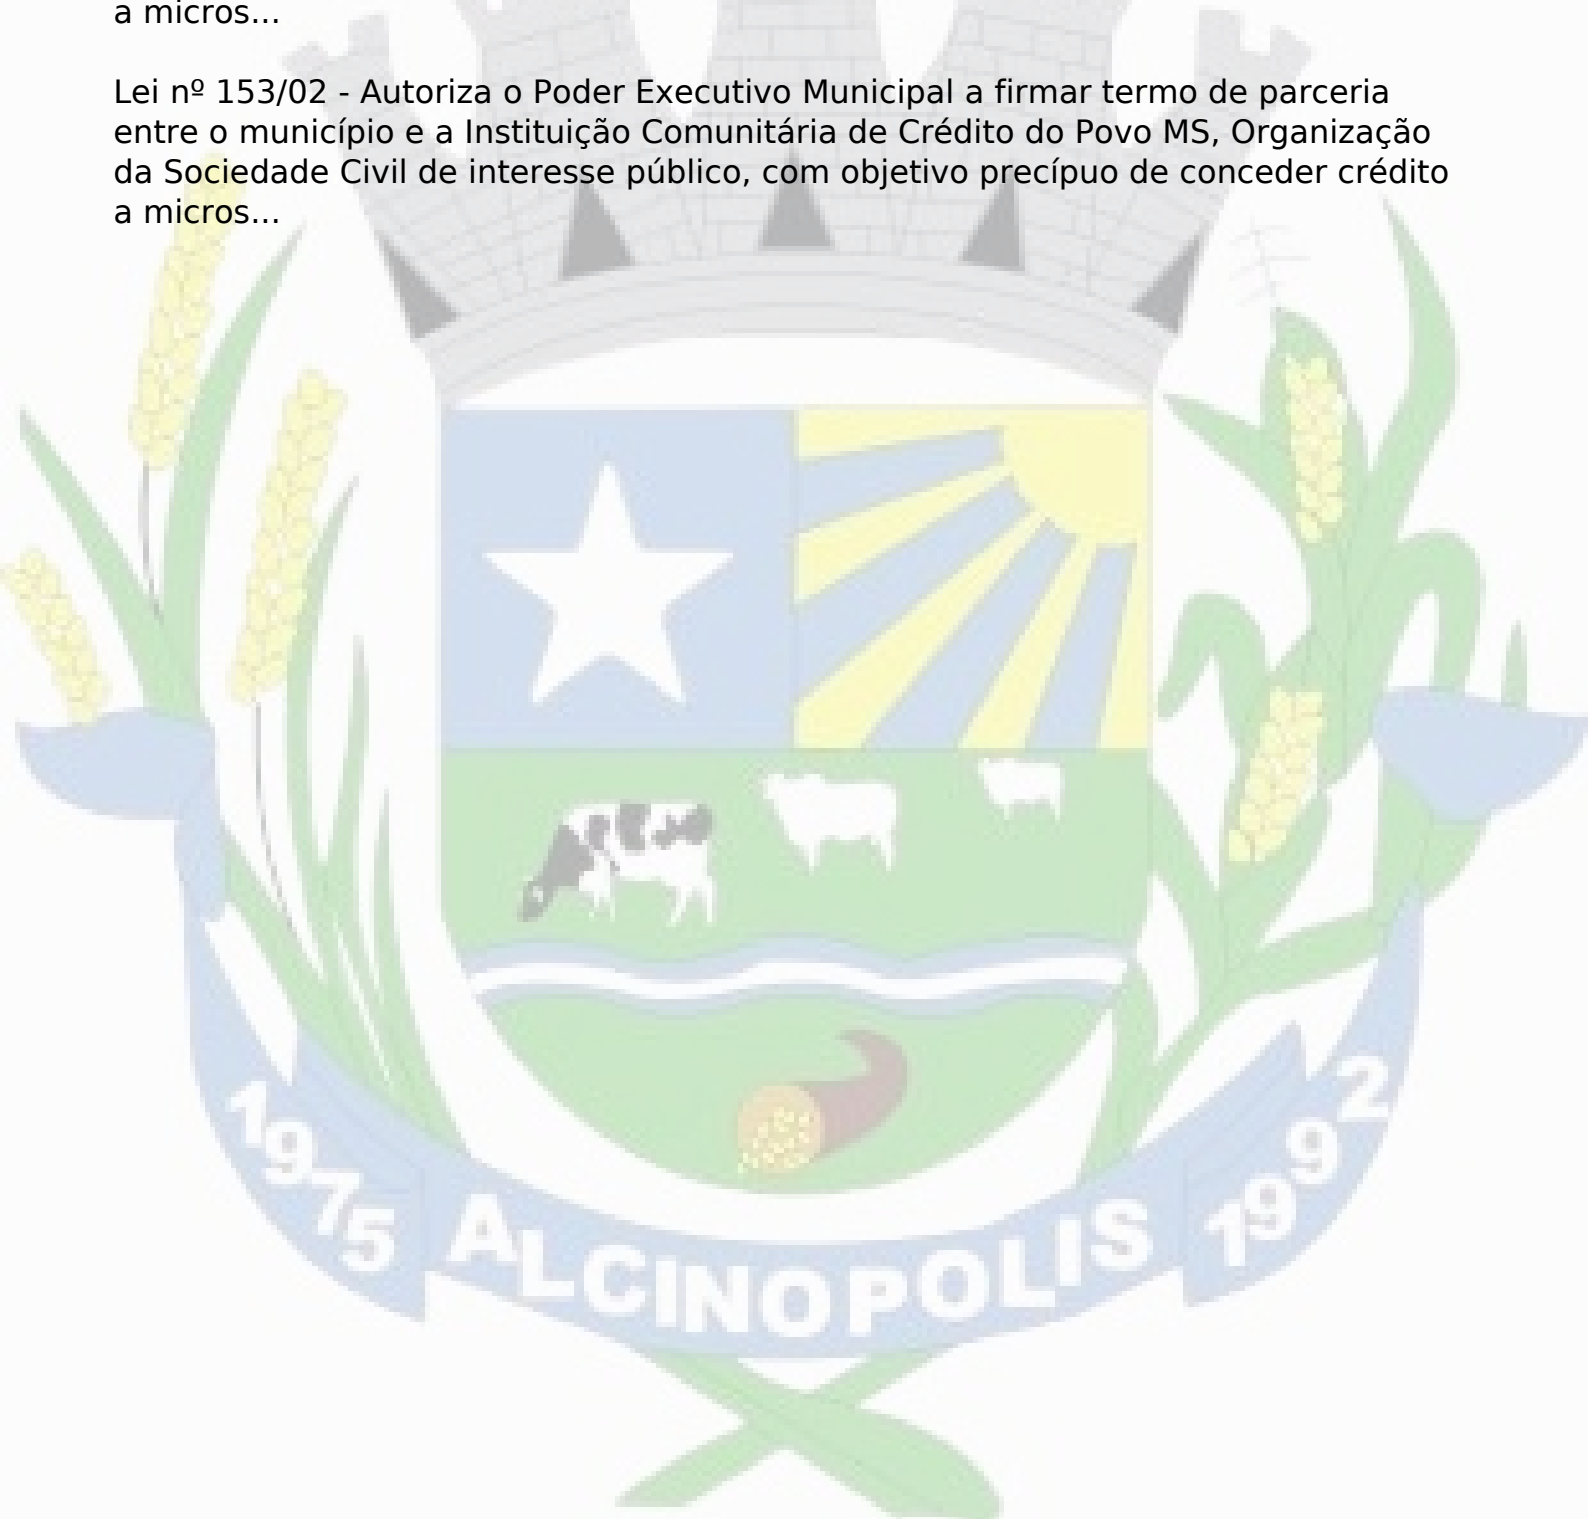 a micros...
Lei nº 153/02 - Autoriza o Poder Executivo Municipal a firmar termo de parceria
entre o município e a Instituição Comunitária de Crédito do Povo MS, Organização
da Sociedade Civil de interesse público, com objetivo precípuo de conceder crédito
a micros...
1975 ALCINOPOLIS 1992